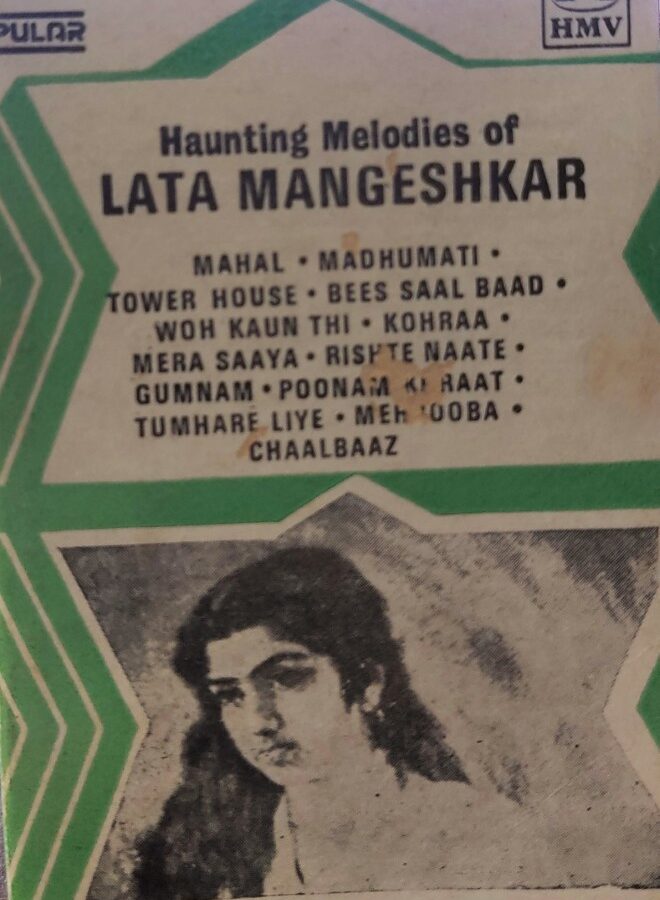 PULAR
HMV
Haunting Melodies of
LATA MANGESHKAR
MAHAL • MADHUMATI •
TOWER HOUSE • BEES SAAL BAAD •
WOH KAUN THI • KOHRAA •
MERA SAAYA • RISHTE NAATE •
GUMNAM • POONAM KI RAAT •
TUMHARE LIYE • MEHBOOBA •
CHAALBAAZ